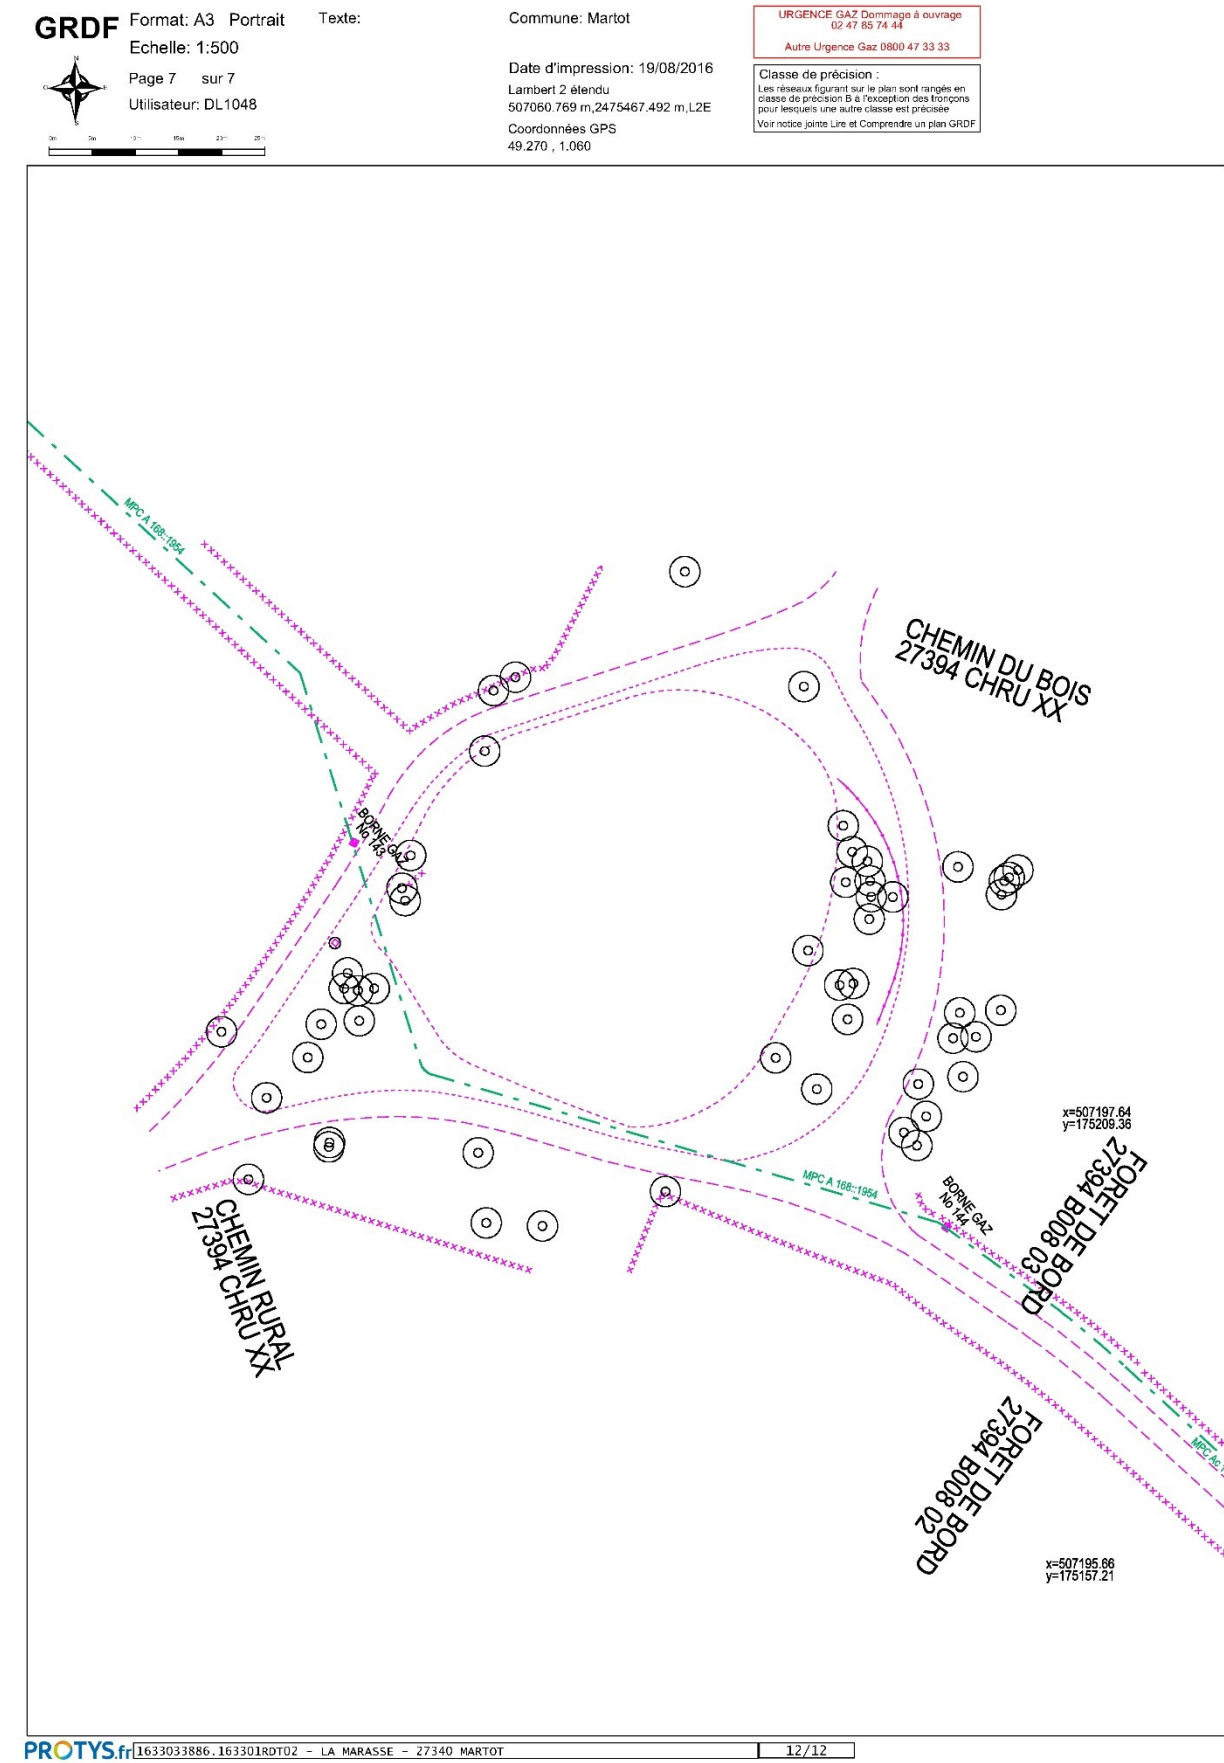 GRDF
Format: A3 Portrait
Echelle: 1:500
Page 7 sur 7
Utilisateur: DL1048
Texte:
Commune: Martot
Date d'impression: 19/08/2016
Lambert 2 étendu
507060.769 m,2475467.492 m,L2E
Coordonnées GPS
49.270 , 1.060
URGENCE GAZ Dommage à ouvrage
02 47 85 74 44
Autre Urgence Gaz 0800 47 33 33
Classe de précision :
Les réseaux figurant sur le plan sont rangés en
classe de précision B à l'exception des tronçons
pour lesquels une autre classe est précisée
Voir notice jointe Lire et Comprendre un plan GRDF
N
S
0m 5m 10m 15m 20m 25m
MPC A 168::1954
CHEMIN DU BOIS
27394 CHRU XX
BORNE GAZ
No 143
x=507197.64
y=175209.36
MPC A 168::1954
BORNE GAZ
No 144
FORET DE BORD
27394 B008 03
CHEMIN RURAL
27394 CHRU XX
FORET DE BORD
27394 B008 02
x=507195.66
y=175157.21
PROTYS.fr
1633033886.163301RDT02 - LA MARASSE - 27340 MARTOT
12/12